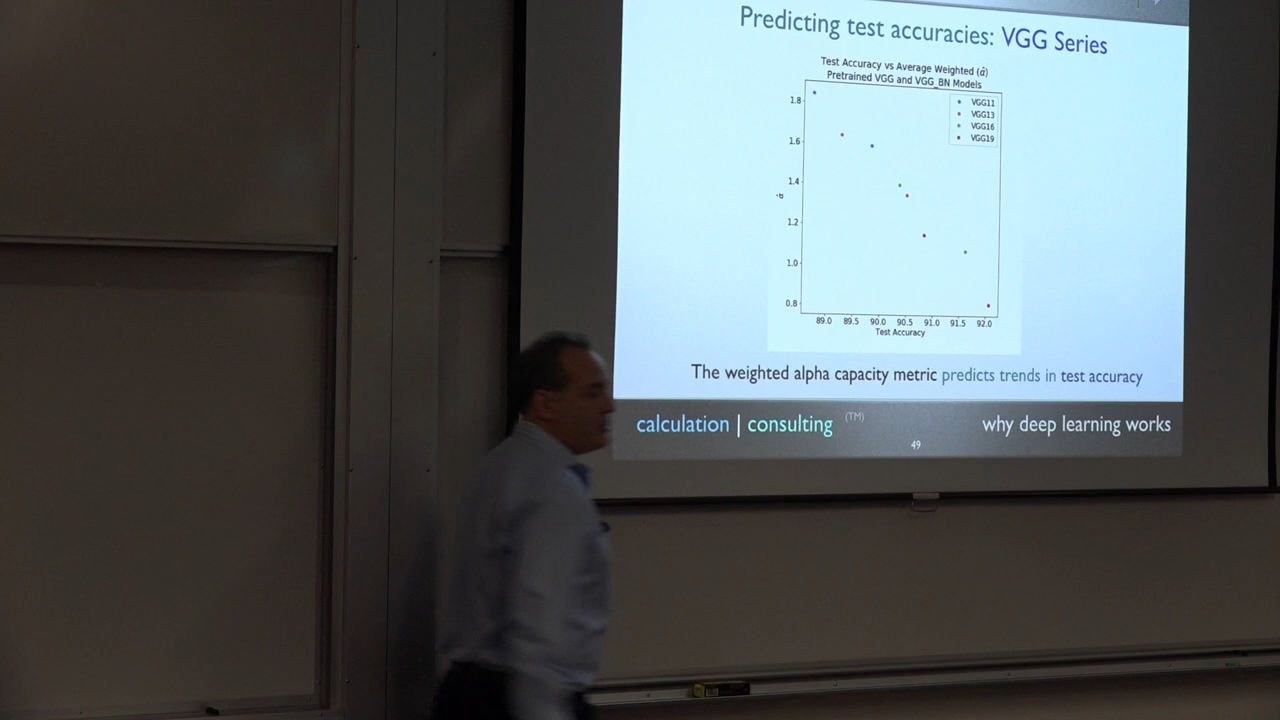 Predicting test accuracies: VGG Series
Test Accuracy vs Average Weighted (α̂)
Pretrained VGG and VGG_BN Models
VGG11
VGG13
VGG16
VGG19
1.8
1.6
1.4
1.2
1.0
0.8
α̂
89.0 89.5 90.0 90.5 91.0 91.5 92.0
Test Accuracy
The weighted alpha capacity metric predicts trends in test accuracy
calculation | consulting (TM) why deep learning works
49